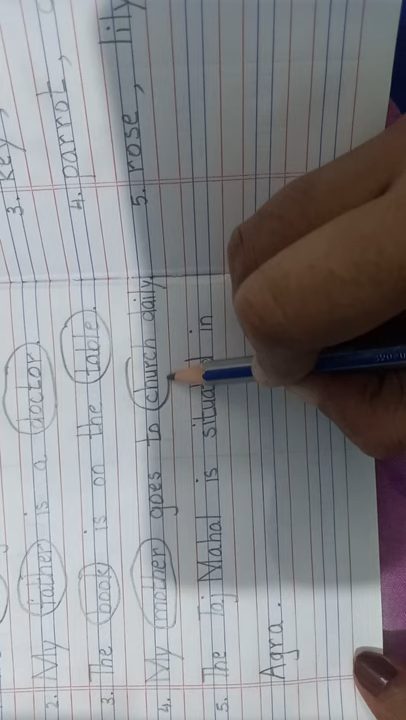 2. My father is a doctor.
3. The book is on the table.
4. My mother goes to church daily
5. The Taj Mahal is situated in
Agra.
3. Key,
4. parrot,
5. rose, lily